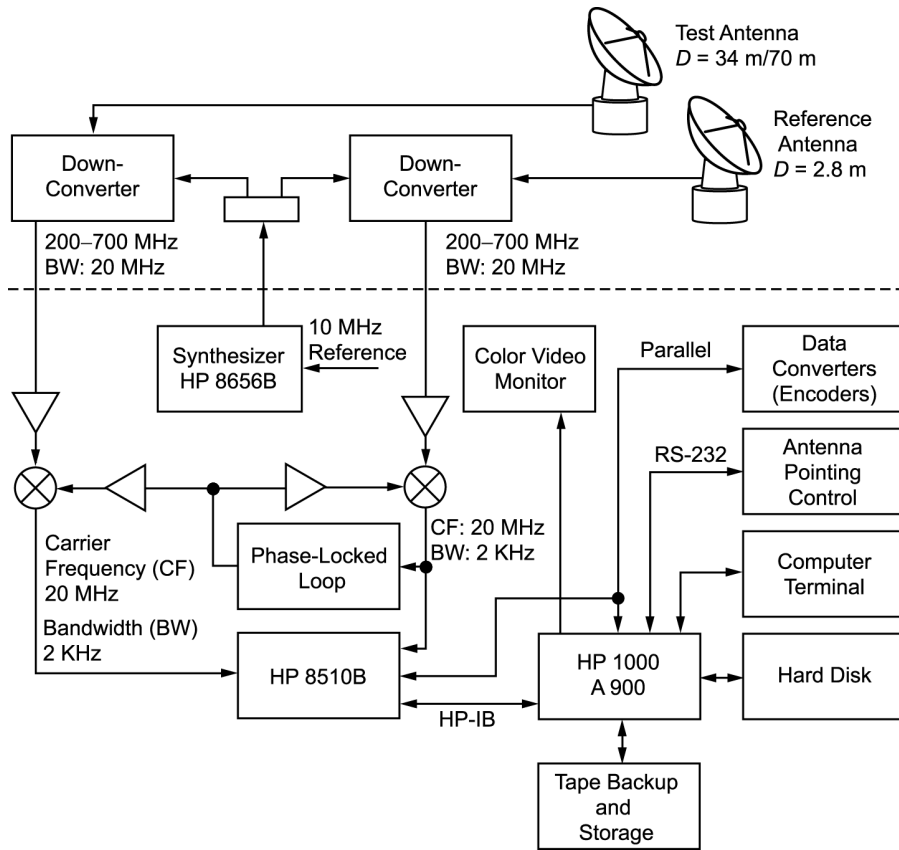 Test Antenna
D = 34 m/70 m
Reference
Antenna
D = 2.8 m
Down-
Converter
Down-
Converter
200–700 MHz
BW: 20 MHz
200–700 MHz
BW: 20 MHz
Synthesizer
HP 8656B
10 MHz
Reference
Color Video
Monitor
Parallel
Data
Converters
(Encoders)
RS-232
Antenna
Pointing
Control
Carrier
Frequency (CF)
20 MHz
Bandwidth (BW)
2 KHz
Phase-Locked
Loop
CF: 20 MHz
BW: 2 KHz
Computer
Terminal
HP 8510B
HP-IB
HP 1000
A 900
Hard Disk
Tape Backup
and
Storage